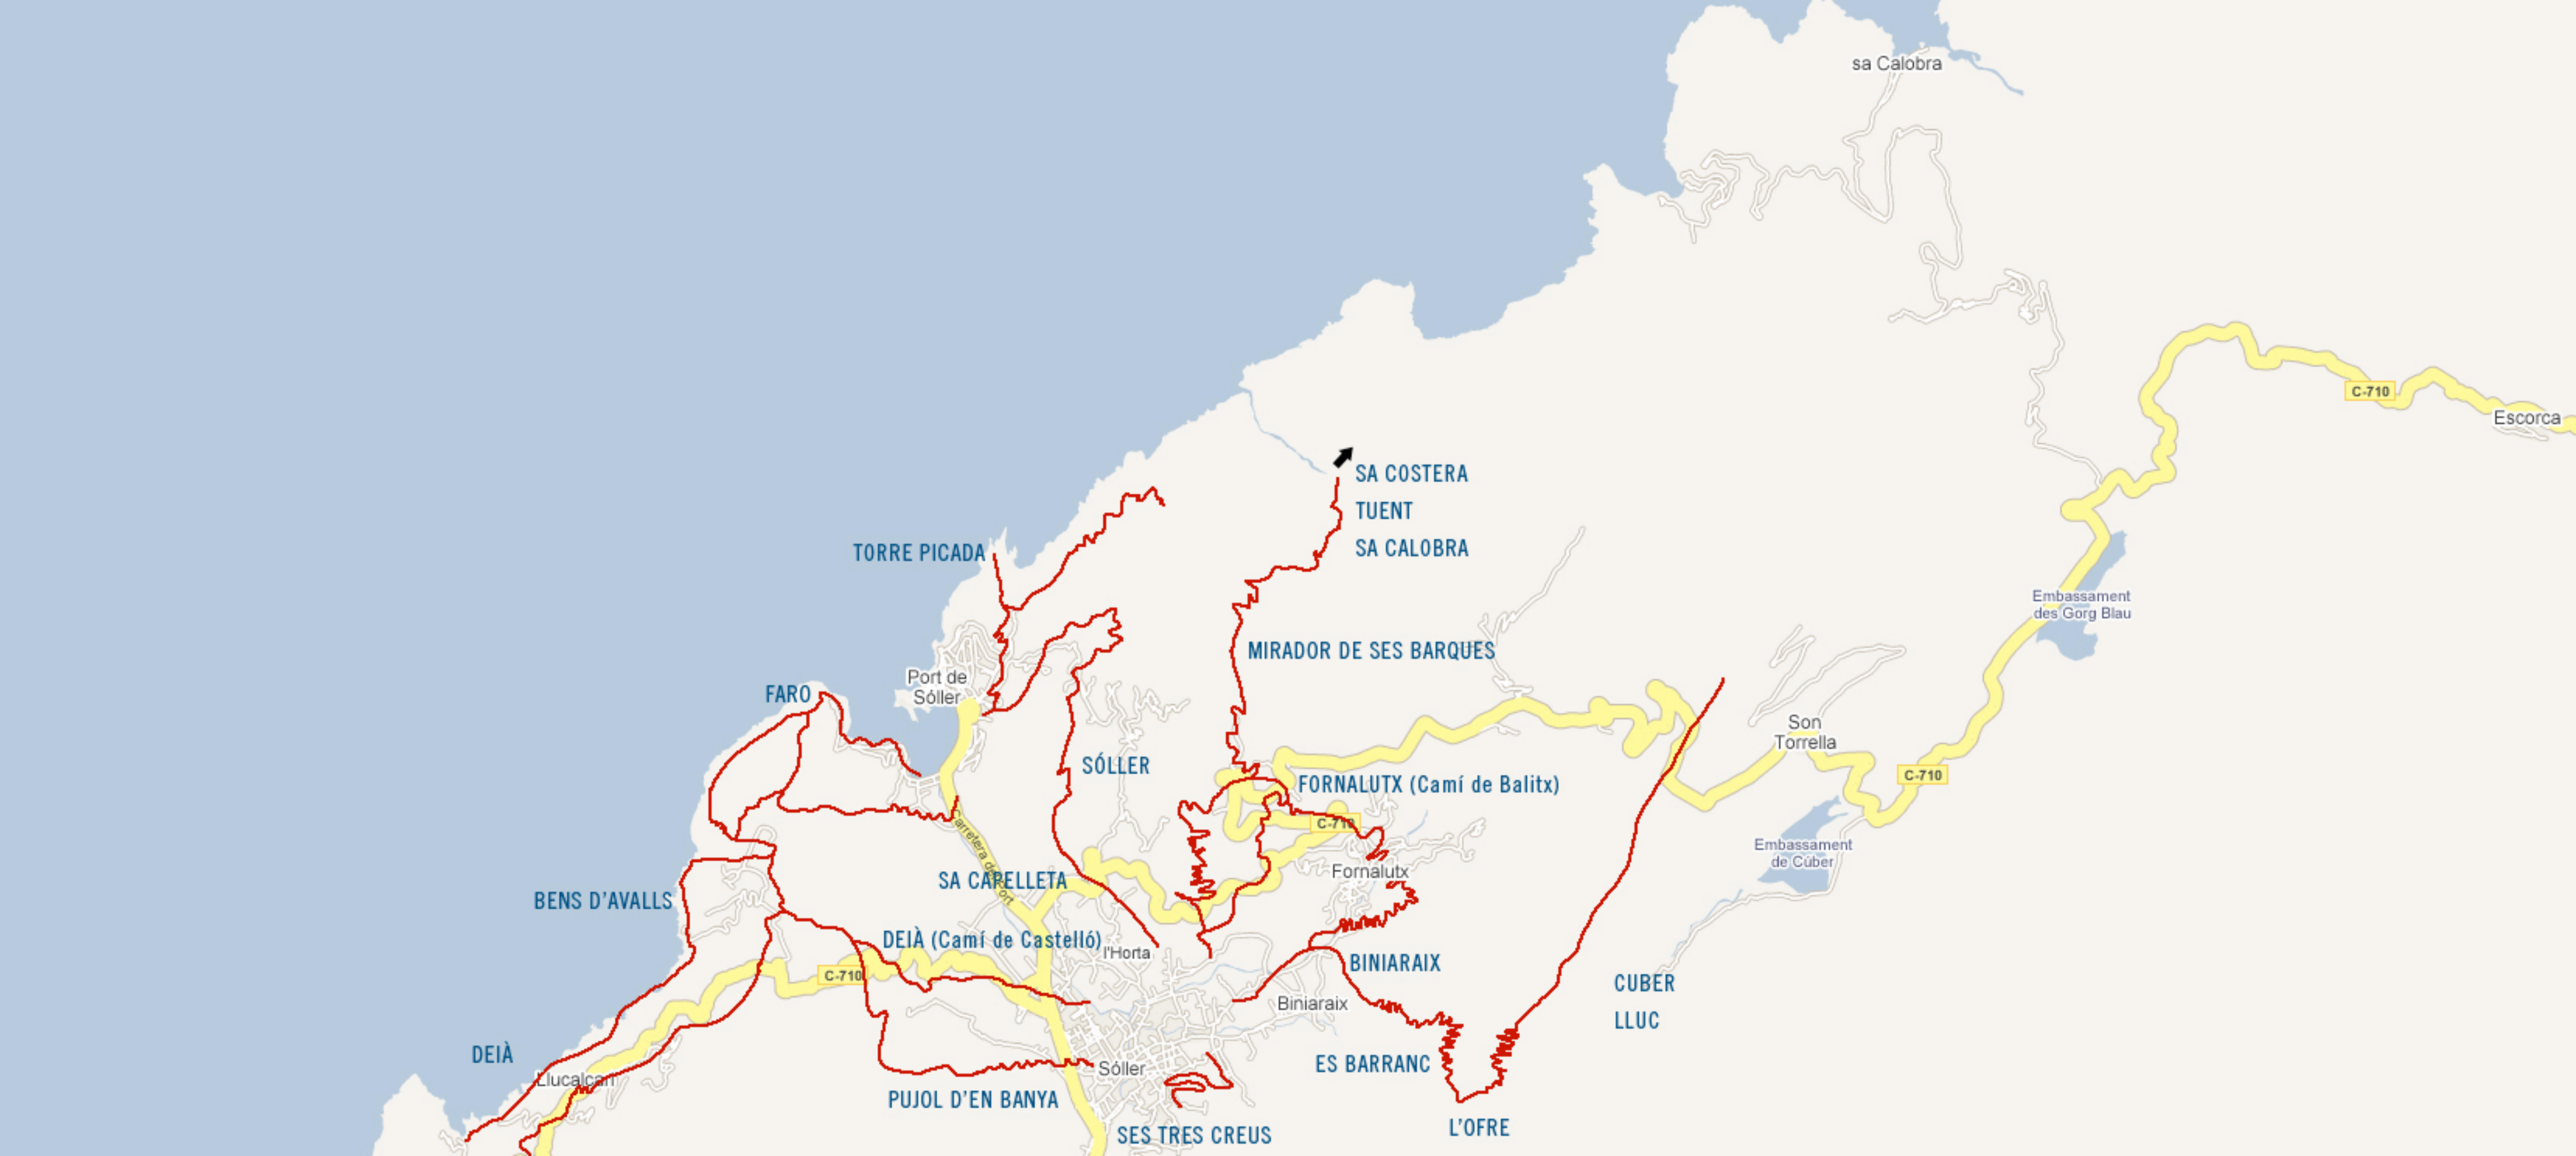 sa Calobra
C-710
Escorca
SA COSTERA
TUENT
SA CALOBRA
TORRE PICADA
Embassament
des Gorg Blau
MIRADOR DE SES BARQUES
Port de
Sóller
FARO
Son
Torrella
SÓLLER
FORNALUTX (Camí de Balitx)
C-710
C-710
Carretera del Port
Embassament
de Cúber
Fornalutx
SA CAPELLETA
BENS D'AVALLS
DEIÀ (Camí de Castelló)
l'Horta
BINIARAIX
C-710
CUBER
LLUC
Biniaraix
DEIÀ
ES BARRANC
Sóller
Llucalcari
PUJOL D'EN BANYA
L'OFRE
SES TRES CREUS